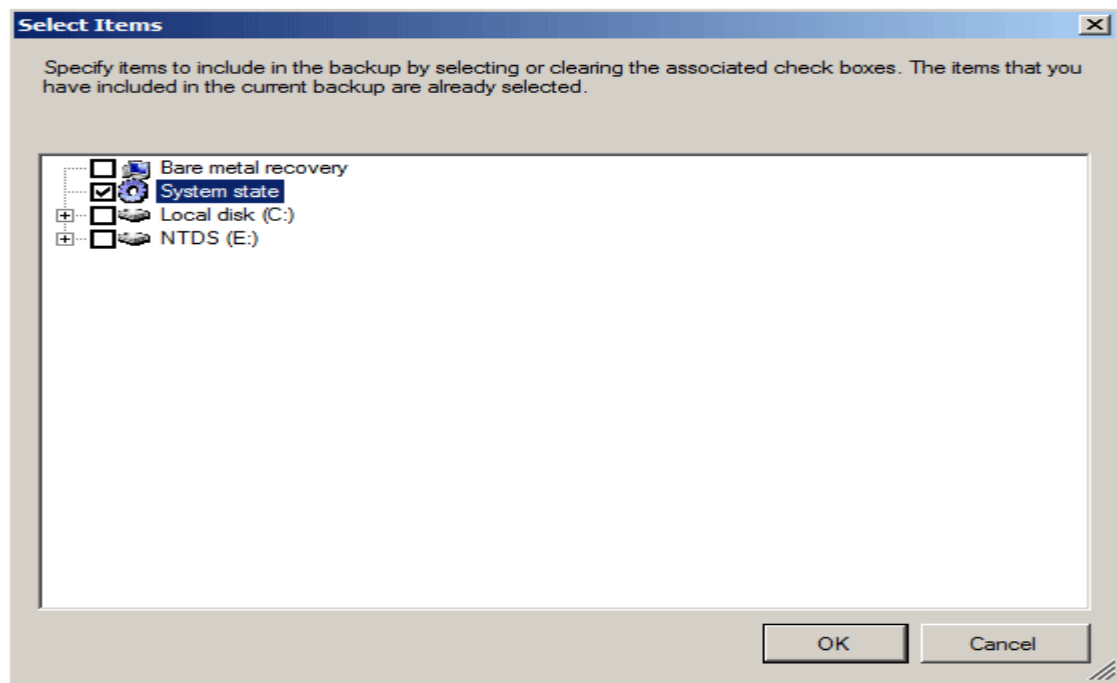 Select Items
Specify items to include in the backup by selecting or clearing the associated check boxes. The items that you
have included in the current backup are already selected.
Bare metal recovery
System state
Local disk (C:)
NTDS (E:)
OK
Cancel